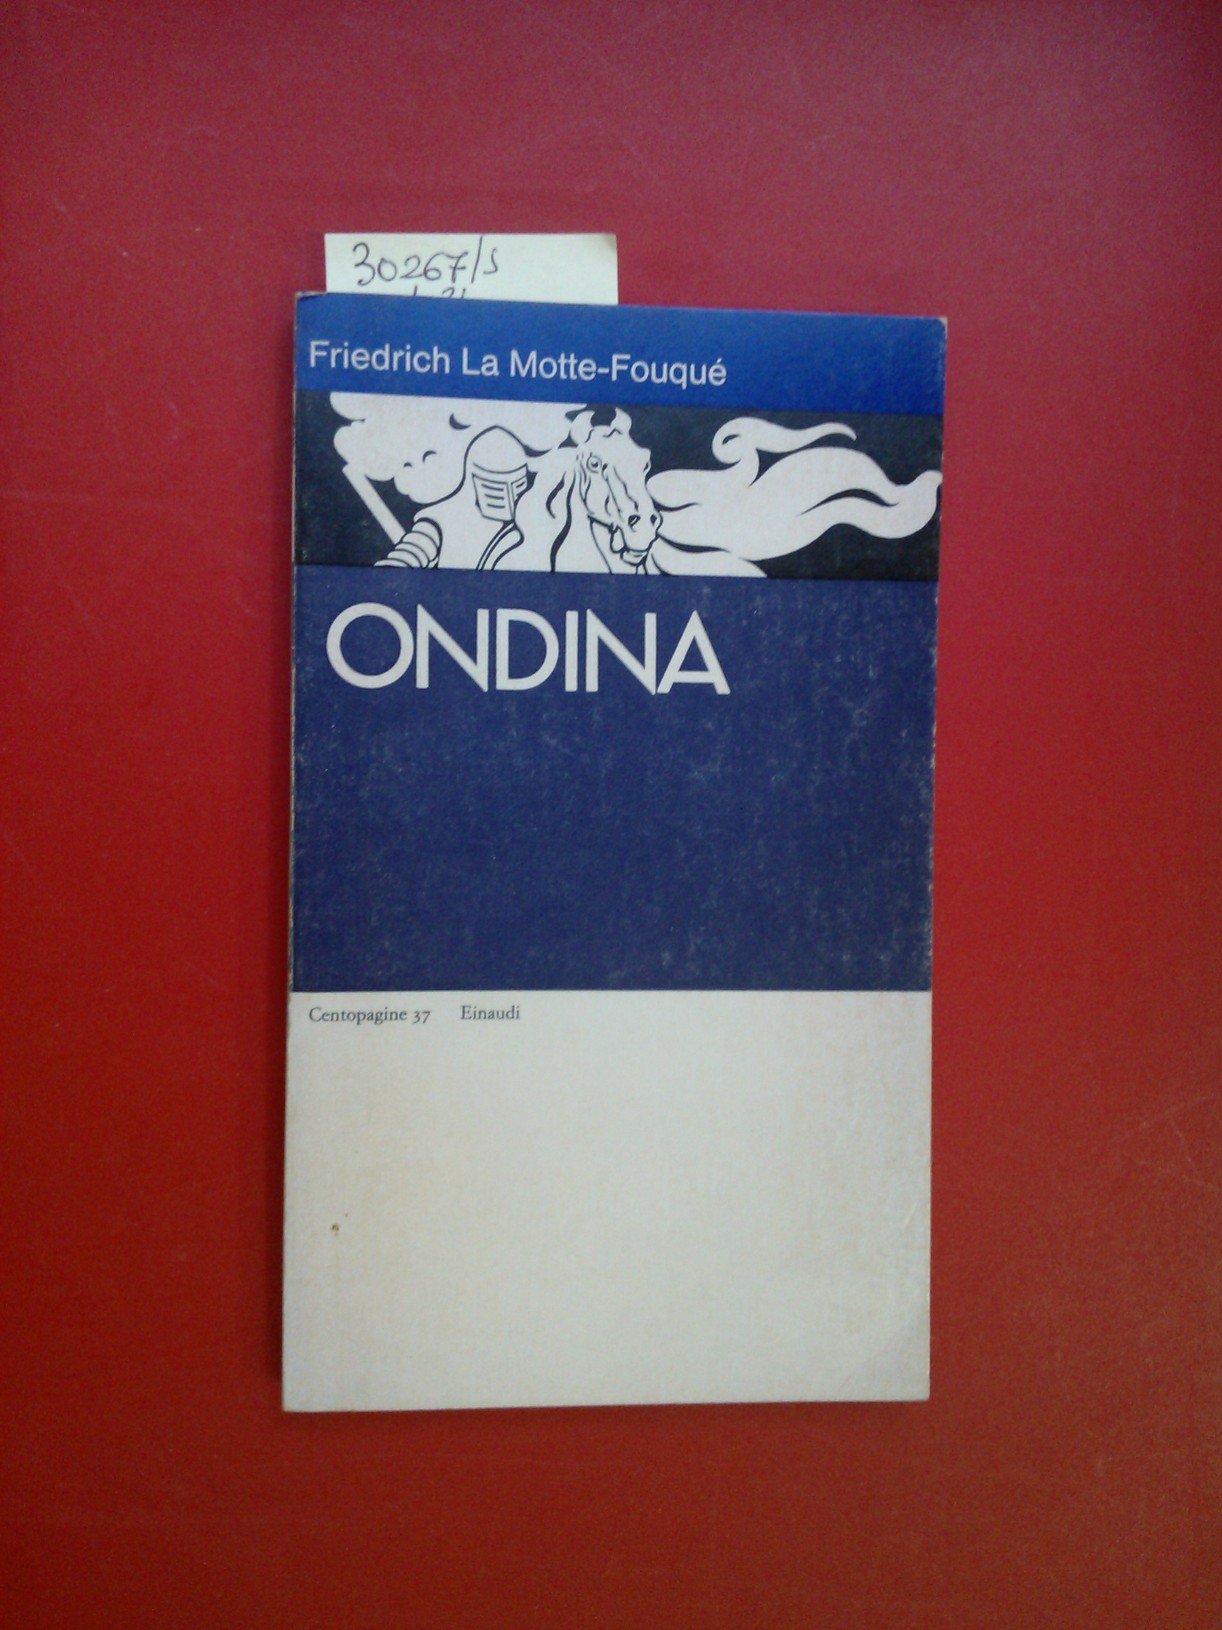 30267/s
Friedrich La Motte-Fouqué
ONDINA
Centopagine 37 Einaudi